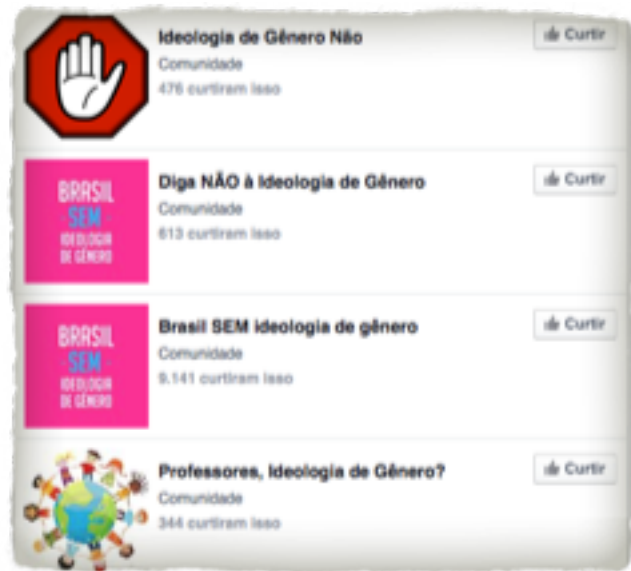 Ideologia de Gênero Não
Curtir
Comunidade
476 curtiram isso
BRASIL
- SEM -
IDEOLOGIA
DE GÊNERO
Diga NÃO à Ideologia de Gênero
Curtir
Comunidade
613 curtiram isso
BRASIL
- SEM -
IDEOLOGIA
DE GÊNERO
Brasil SEM ideologia de gênero
Curtir
Comunidade
9.141 curtiram isso
Professores, Ideologia de Gênero?
Curtir
Comunidade
344 curtiram isso